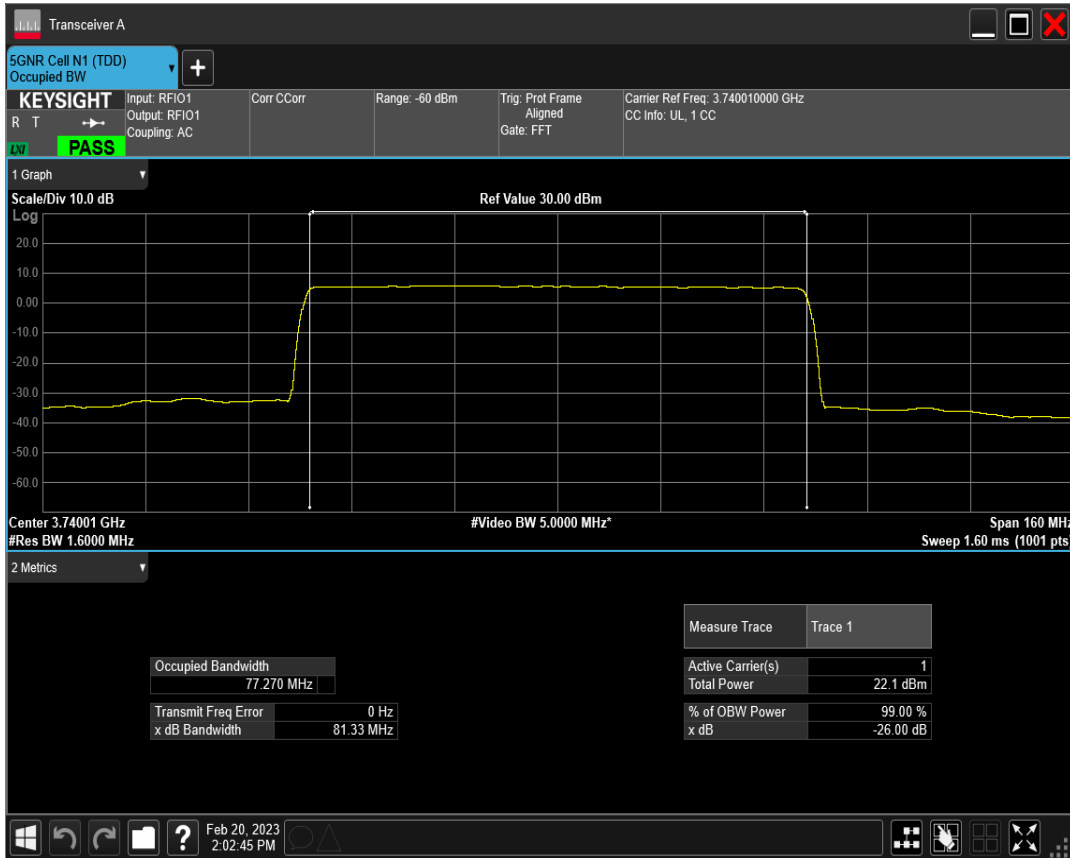 Transceiver A
5GNR Cell N1 (TDD)
Occupied BW
+
KEYSIGHT
R T
LXI
PASS
Input: RFIO1
Output: RFIO1
Coupling: AC
Corr CCorr
Range: -60 dBm
Trig: Prot Frame
Aligned
Gate: FFT
Carrier Ref Freq: 3.740010000 GHz
CC Info: UL, 1 CC
1 Graph
Scale/Div 10.0 dB
Ref Value 30.00 dBm
Log
20.0
10.0
0.00
-10.0
-20.0
-30.0
-40.0
-50.0
-60.0
Center 3.74001 GHz
#Video BW 5.0000 MHz*
Span 160 MHz
#Res BW 1.6000 MHz
Sweep 1.60 ms (1001 pts)
2 Metrics
Measure Trace Trace 1
Occupied Bandwidth
77.270 MHz
Active Carrier(s) 1
Total Power 22.1 dBm
Transmit Freq Error 0 Hz
x dB Bandwidth 81.33 MHz
% of OBW Power 99.00 %
x dB -26.00 dB
?
Feb 20, 2023
2:02:45 PM